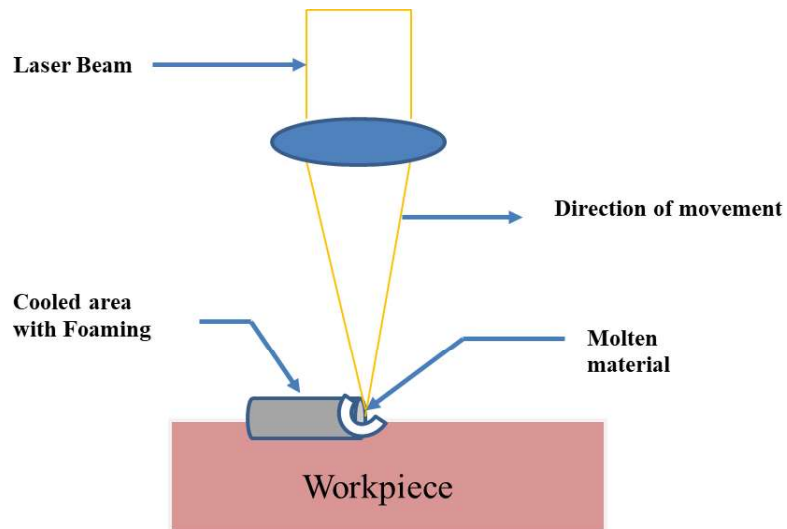 Laser Beam
Direction of movement
Cooled area
with Foaming
Molten
material
Workpiece